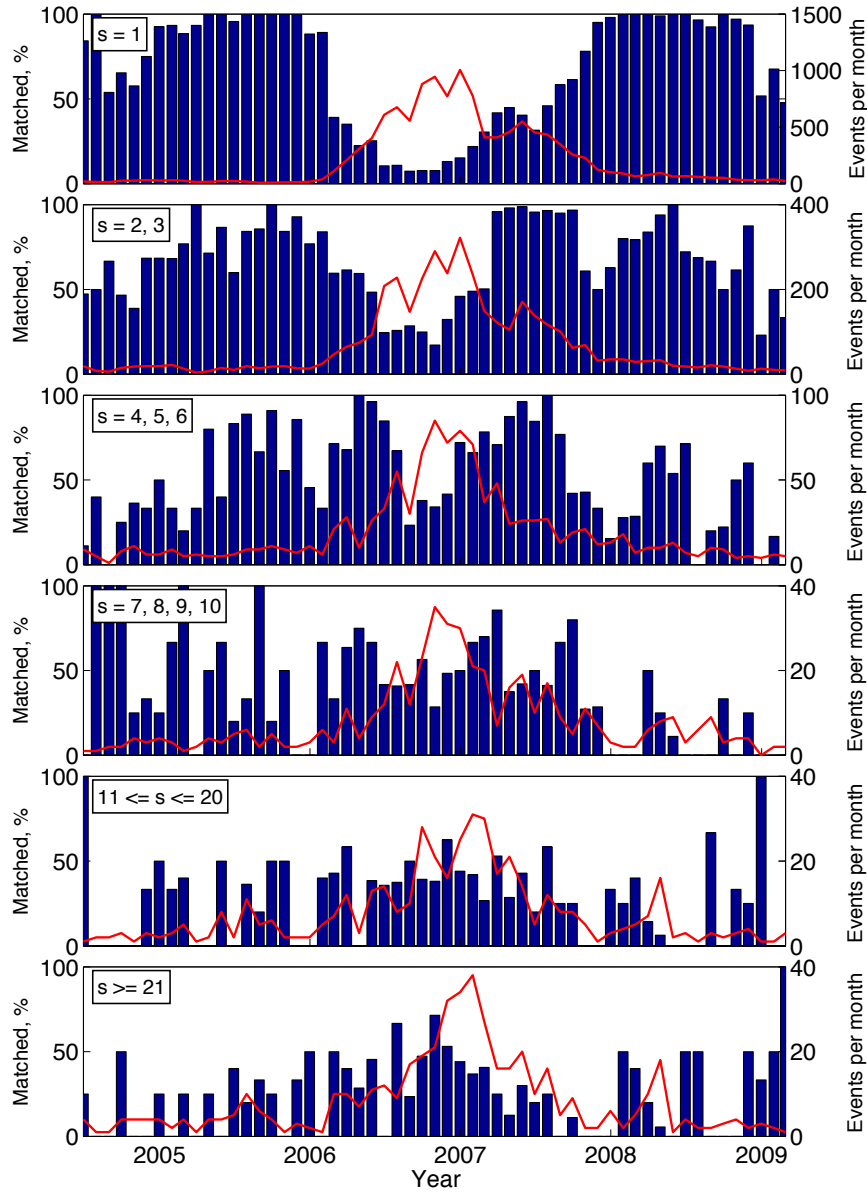 100
50
0
Matched, %
s = 1
1500
1000
500
0
Events per month
100
50
0
Matched, %
s = 2, 3
400
200
0
Events per month
100
50
0
Matched, %
s = 4, 5, 6
100
50
0
Events per month
100
50
0
Matched, %
s = 7, 8, 9, 10
40
20
0
Events per month
100
50
0
Matched, %
11 <= s <= 20
40
20
0
Events per month
100
50
0
Matched, %
s >= 21
40
20
0
Events per month
2005 2006 2007 2008 2009
Year